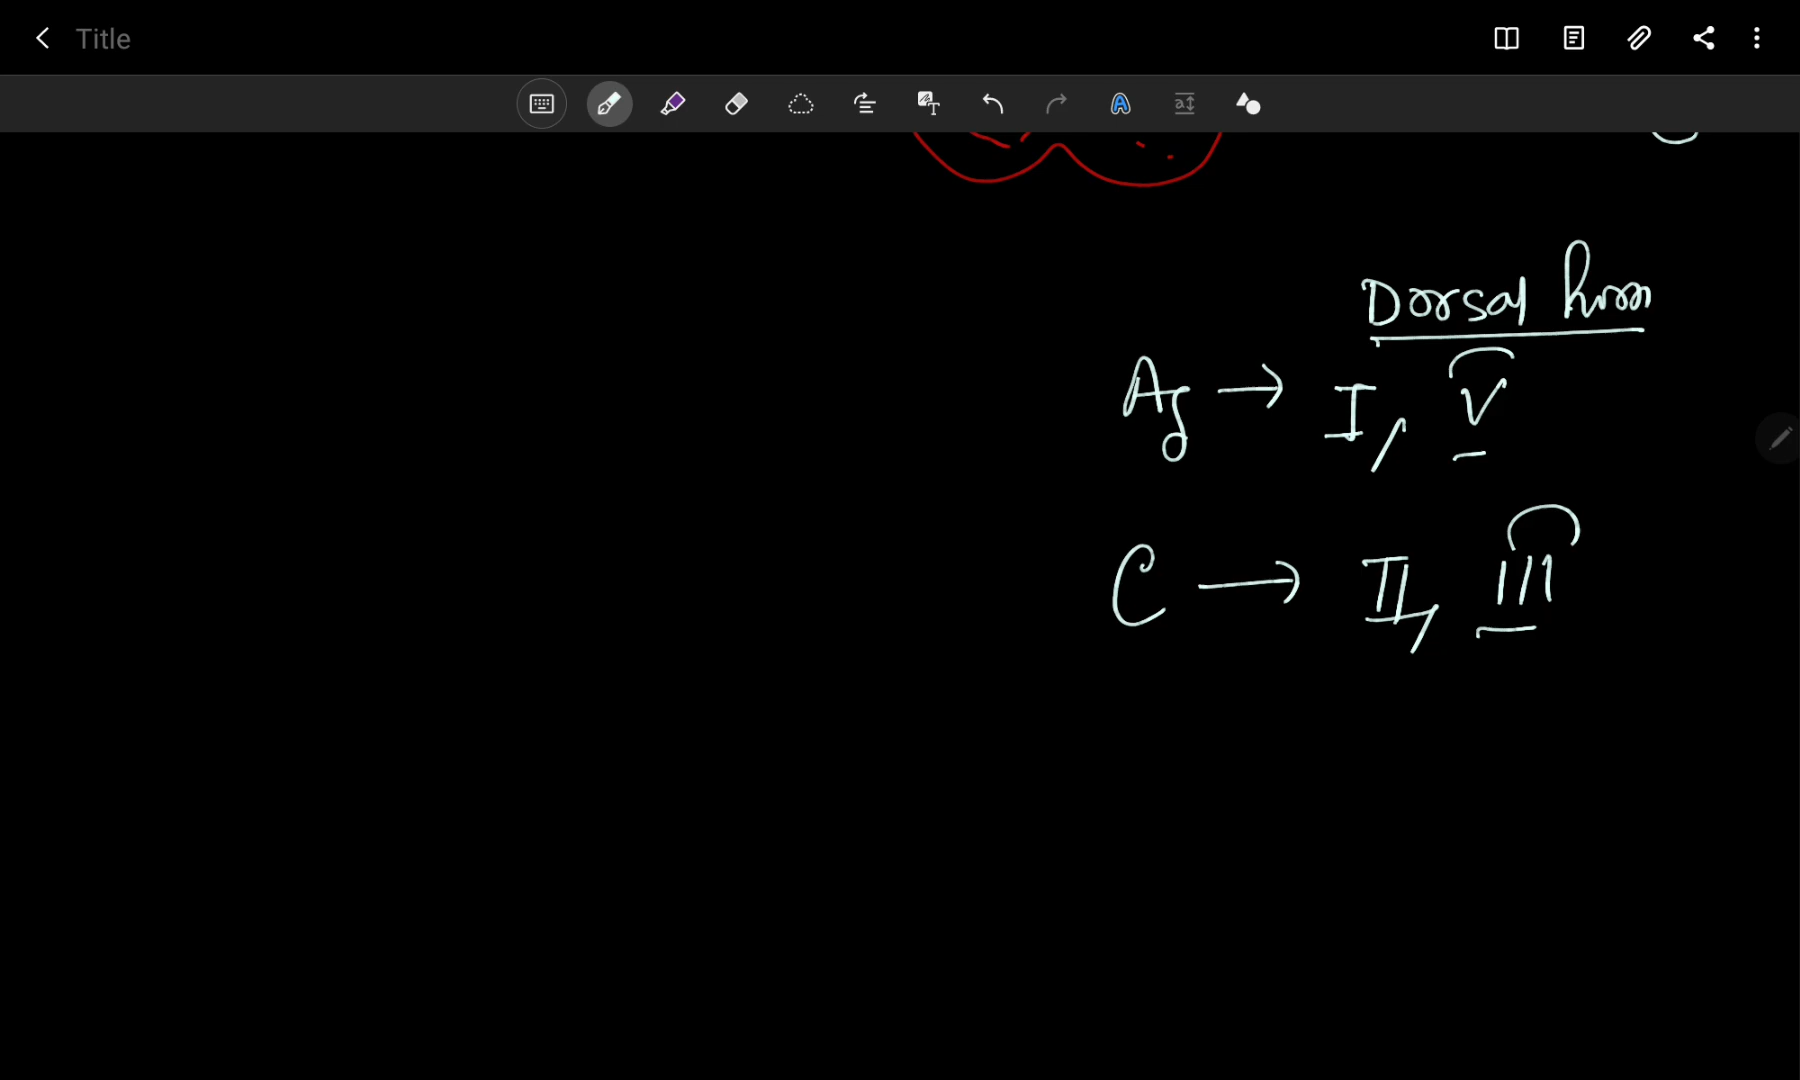 Title
Dorsal horn
Aδ → I, V
C → II, III